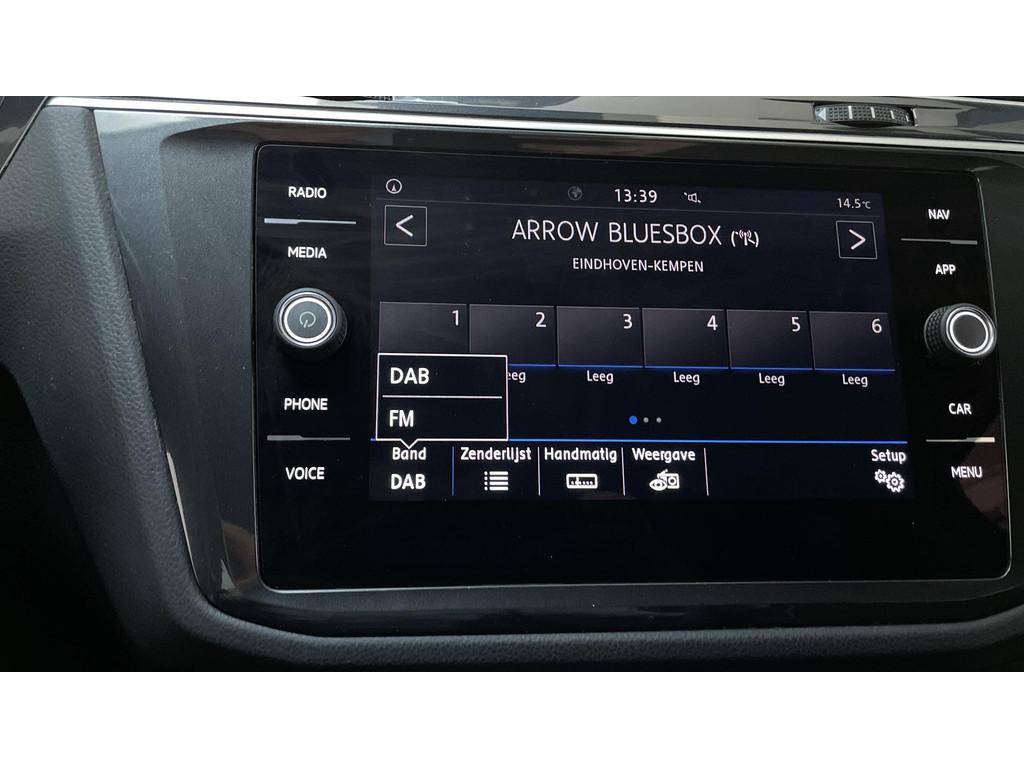 RADIO
MEDIA
PHONE
VOICE
13:39
14.5°C
ARROW BLUESBOX
EINDHOVEN-KEMPEN
1 2 3 4 5 6
eeg Leeg Leeg Leeg Leeg
DAB
FM
Band Zenderlijst Handmatig Weergave Setup
DAB
NAV
APP
CAR
MENU